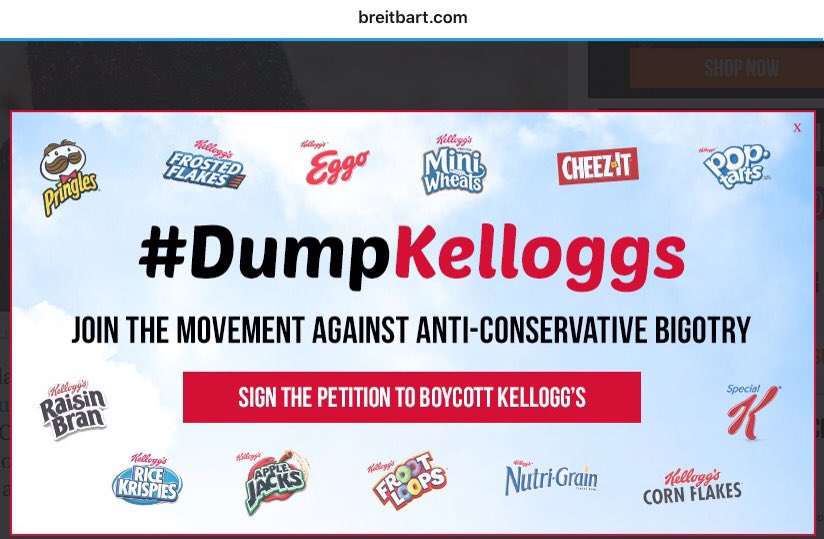 breitbart.com
SHOP NOW
x
Pringles
Kellogg's
FROSTED
FLAKES
Kellogg's
Eggo
Kellogg's
Mini
Wheats
CHEEZ-IT
Kellogg's
POP·
tarts
#DumpKelloggs
JOIN THE MOVEMENT AGAINST ANTI-CONSERVATIVE BIGOTRY
SIGN THE PETITION TO BOYCOTT KELLOGG'S
Kellogg's
Raisin
Bran
Special
K
Kellogg's
RICE
KRISPIES
Kellogg's
APPLE
JACKS
Kellogg's
FROOT
LOOPS
Kellogg's
Nutri-Grain
Kellogg's
CORN FLAKES